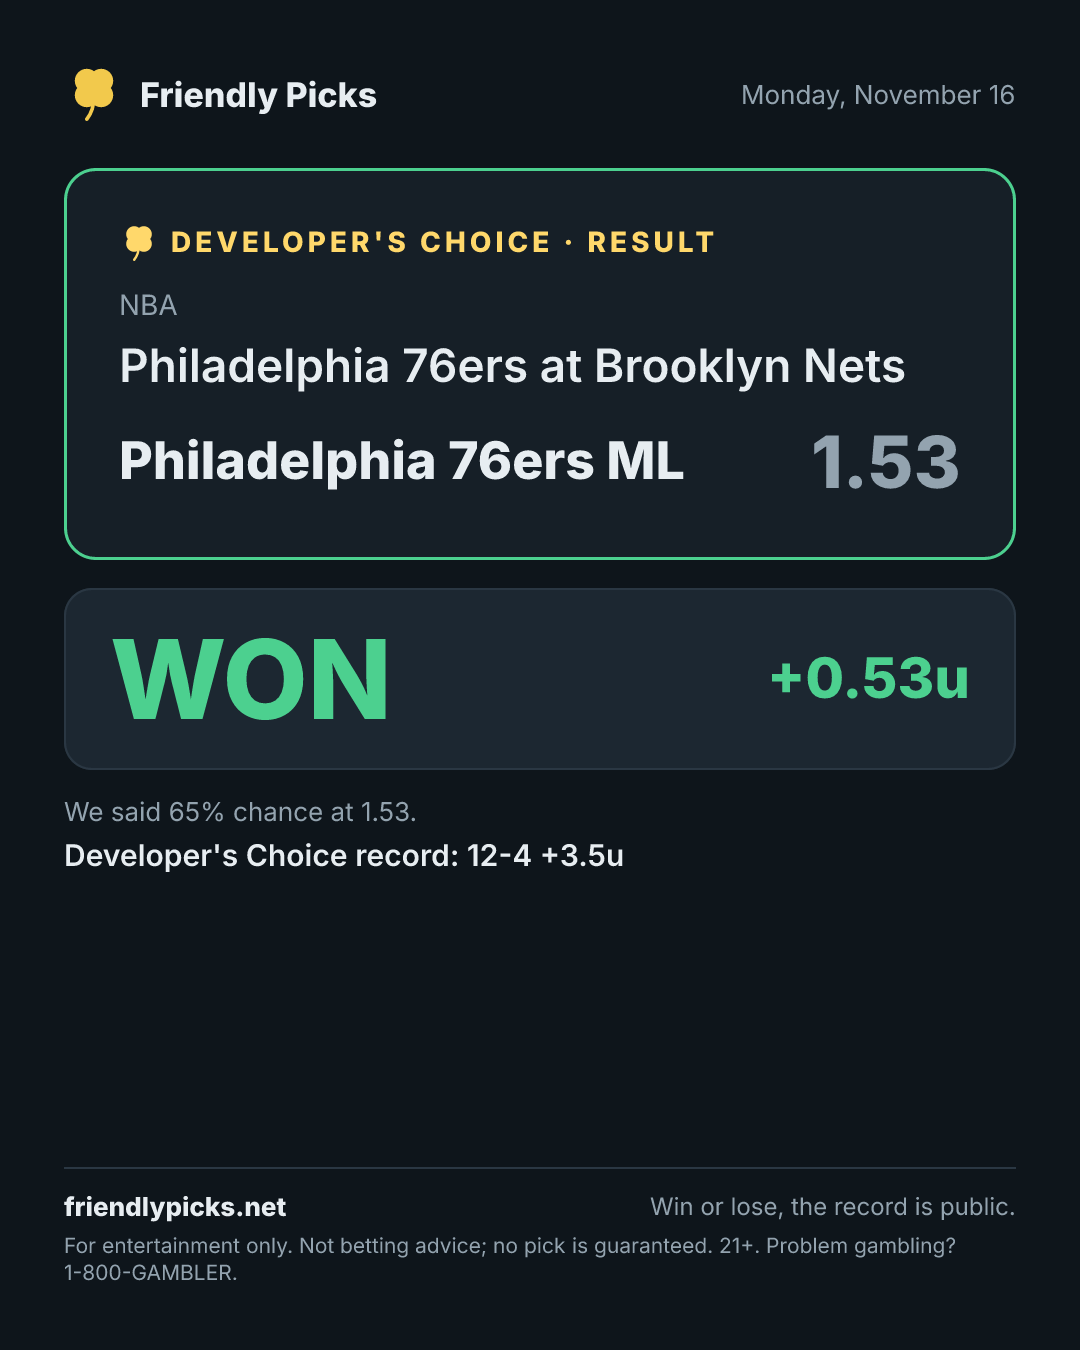 Friendly Picks
Monday, November 16
DEVELOPER'S CHOICE · RESULT
NBA
Philadelphia 76ers at Brooklyn Nets
Philadelphia 76ers ML 1.53
WON +0.53u
We said 65% chance at 1.53.
Developer's Choice record: 12-4 +3.5u
friendlypicks.net
Win or lose, the record is public.
For entertainment only. Not betting advice; no pick is guaranteed. 21+. Problem gambling?
1-800-GAMBLER.